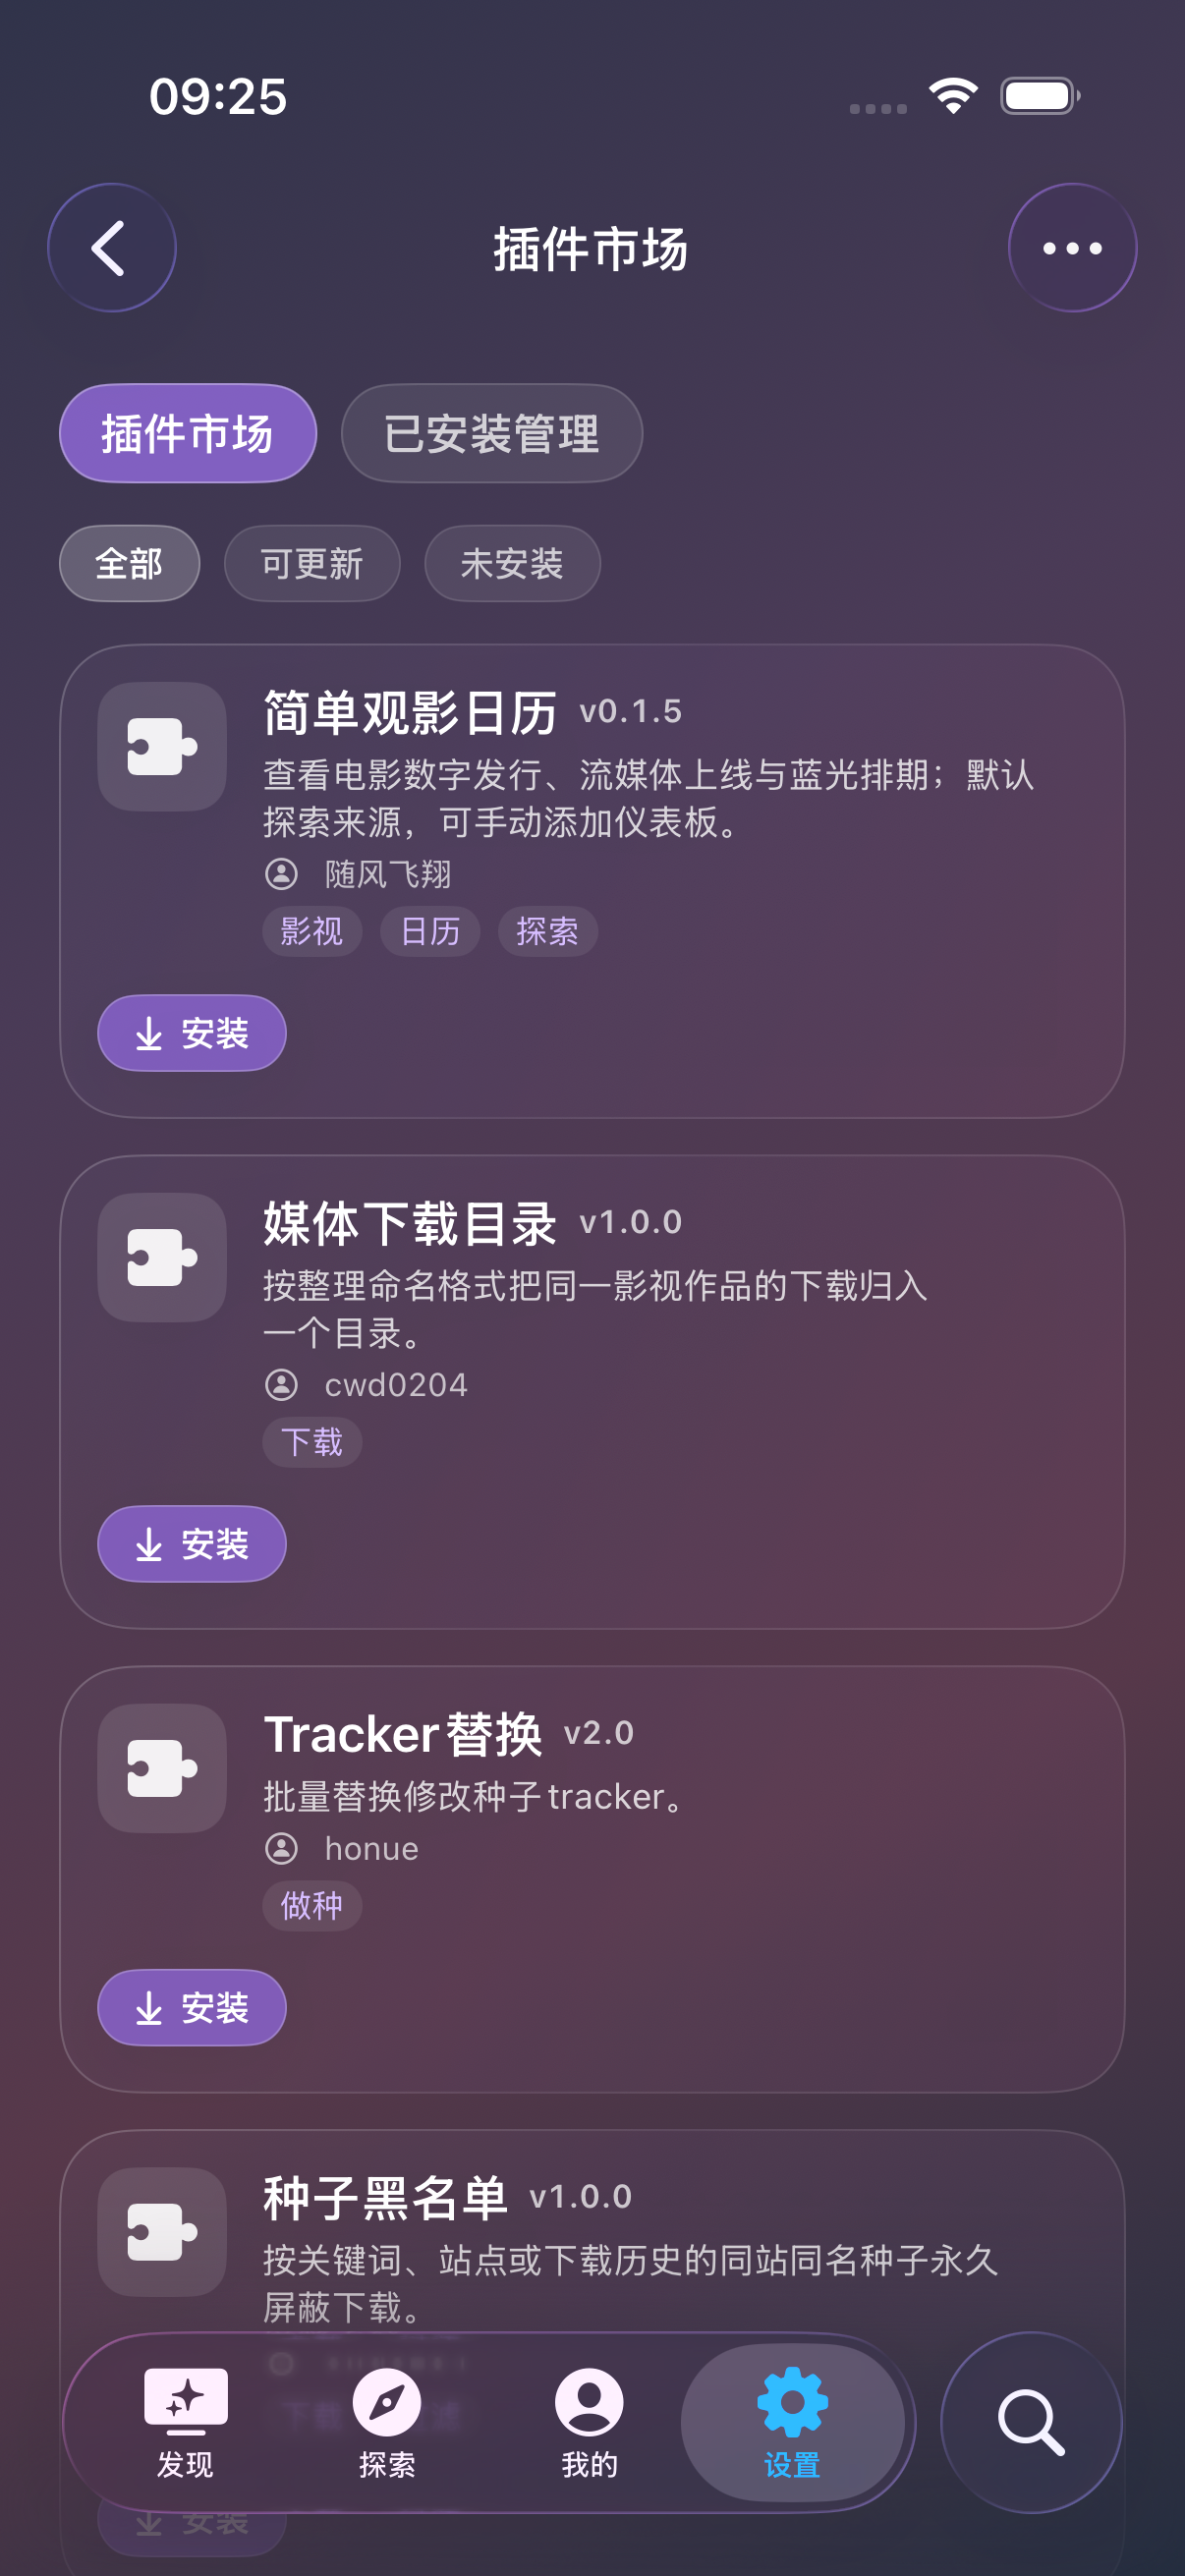 09:25
插件市场
插件市场 已安装管理
全部 可更新 未安装
简单观影日历 v0.1.5
查看电影数字发行、流媒体上线与蓝光排期；默认
探索来源，可手动添加仪表板。
随风飞翔
影视 日历 探索
安装
媒体下载目录 v1.0.0
按整理命名格式把同一影视作品的下载归入
一个目录。
cwd0204
下载
安装
Tracker替换 v2.0
批量替换修改种子tracker。
honue
做种
安装
种子黑名单 v1.0.0
按关键词、站点或下载历史的同站同名种子永久
屏蔽下载。
发现 探索 我的 设置
安装